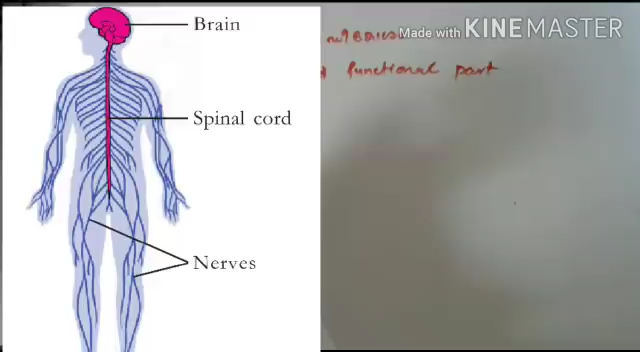 Brain
Made with KINEMASTER
functional part
Spinal cord
Nerves